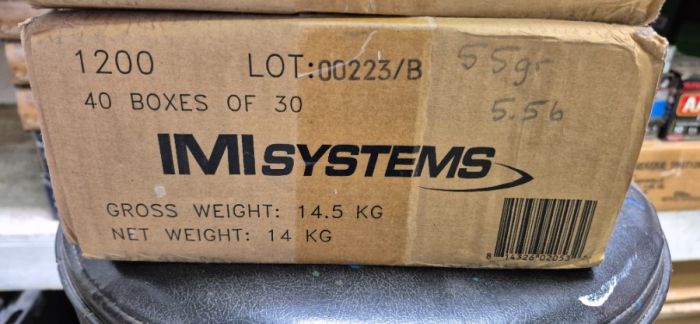 1200 LOT:00223/B 55gr
40 BOXES OF 30 5.56
IMI SYSTEMS
GROSS WEIGHT: 14.5 KG
NET WEIGHT: 14 KG